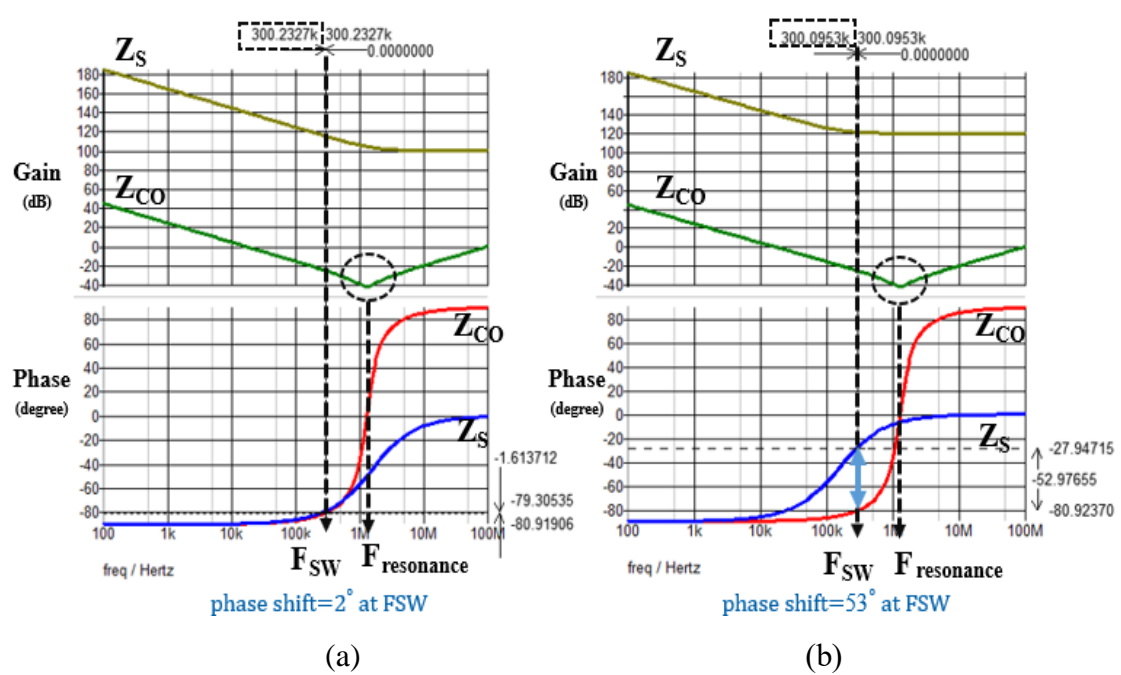 300.2327k 300.2327k
0.0000000
Z_S
180
160
140
120
100
80
60
40
20
0
-20
-40
Gain
(dB)
Z_CO
80
60
40
20
0
-20
-40
-60
-80
Phase
(degree)
Z_CO
Z_S
-1.613712
-79.30535
-80.91906
100 1k 10k 100k 1M 10M 100M
F_SW F_resonance
freq / Hertz
phase shift=2° at FSW
(a)
300.0953k 300.0953k
0.0000000
Z_S
180
140
120
100
80
60
40
20
0
-20
-40
Gain
(dB)
Z_CO
80
60
40
20
0
-20
-40
-60
-80
Phase
(degree)
Z_CO
Z_S
-27.94715
-52.97655
-80.92370
100 1k 10k 100k 1M 10M 100M
F_SW F_resonance
freq / Hertz
phase shift=53° at FSW
(b)